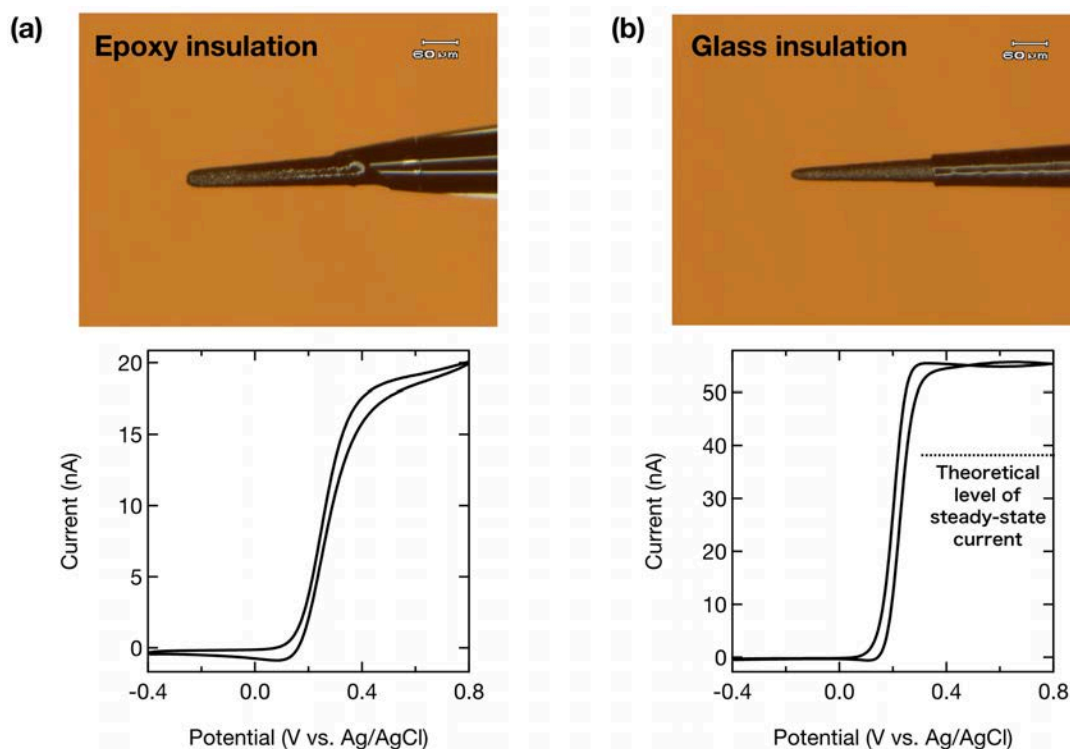 (a)
Epoxy insulation
60 μm
(b)
Glass insulation
60 μm
20
15
10
5
0
-0.4
0.0
0.4
0.8
Current (nA)
Potential (V vs. Ag/AgCl)
50
40
30
20
10
0
-0.4
0.0
0.4
0.8
Current (nA)
Theoretical
level of
steady-state
current
Potential (V vs. Ag/AgCl)